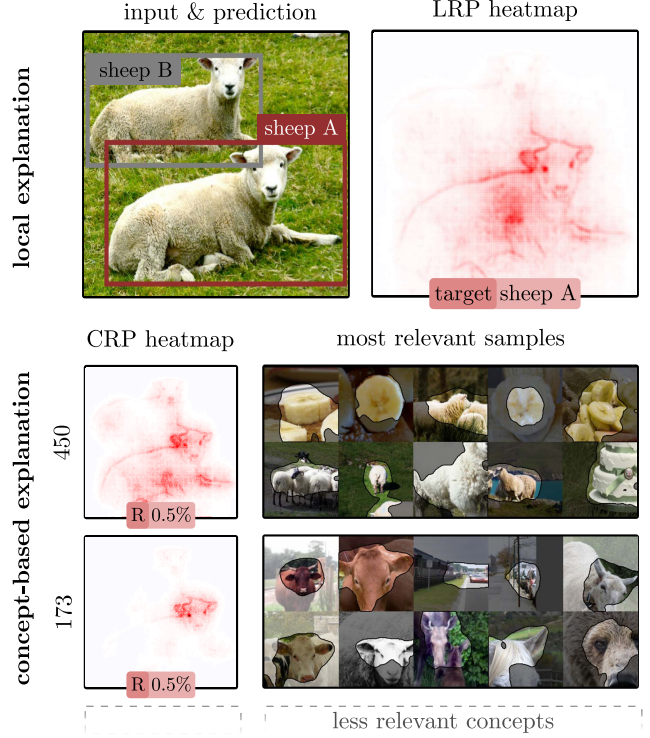 input & prediction
LRP heatmap
local explanation
sheep B
sheep A
target sheep A
CRP heatmap
most relevant samples
concept-based explanation
450
R 0.5%
173
R 0.5%
less relevant concepts